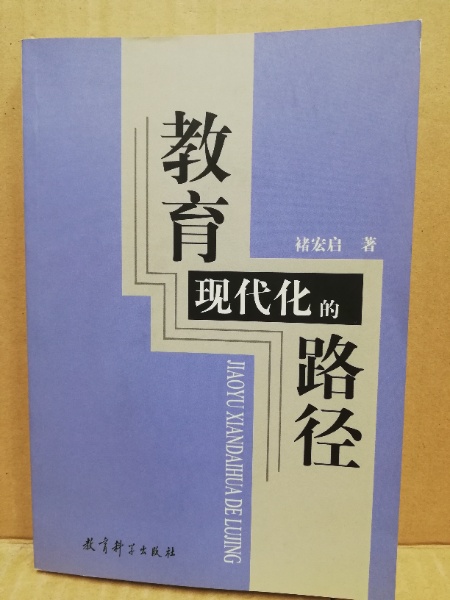 教育
现代化的
路径
褚宏启 著
JIAOYU XIANDAIHUA DE LUJING
教育科学出版社